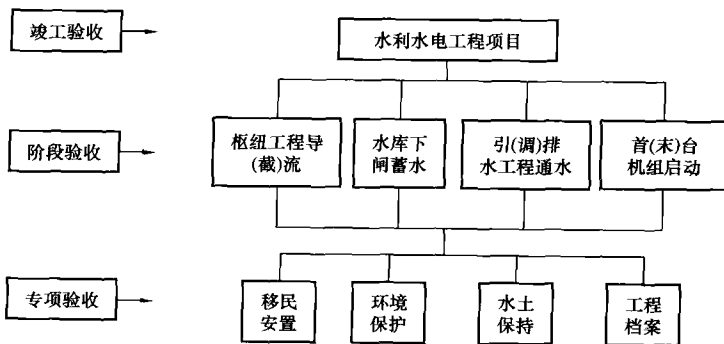 竣工验收
水利水电工程项目
阶段验收
枢纽工程导
(截)流
水库下
闸蓄水
引(调)排
水工程通水
首(末)台
机组启动
专项验收
移民
安置
环境
保护
水土
保持
工程
档案